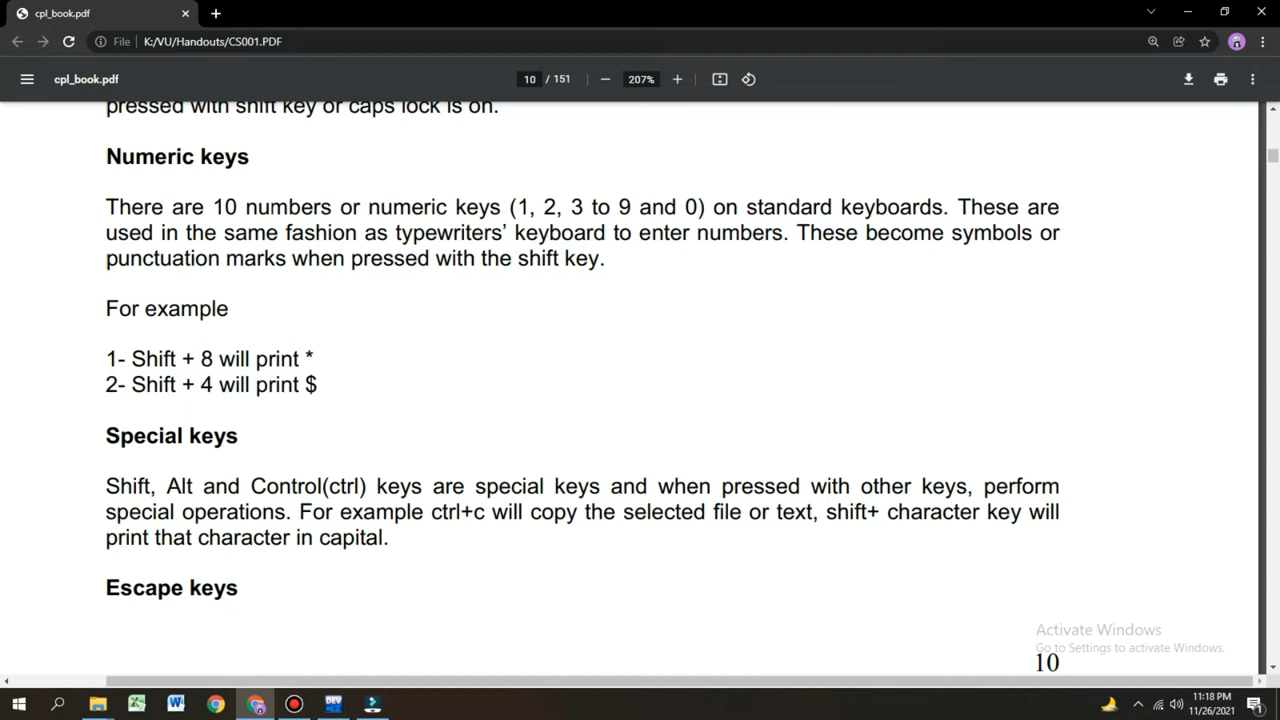 cpl_book.pdf
File K:/VU/Handouts/CS001.PDF
cpl_book.pdf
10 / 151
207%
pressed with shift key or caps lock is on.
Numeric keys
There are 10 numbers or numeric keys (1, 2, 3 to 9 and 0) on standard keyboards. These are
used in the same fashion as typewriters' keyboard to enter numbers. These become symbols or
punctuation marks when pressed with the shift key.
For example
1- Shift + 8 will print *
2- Shift + 4 will print $
Special keys
Shift, Alt and Control(ctrl) keys are special keys and when pressed with other keys, perform
special operations. For example ctrl+c will copy the selected file or text, shift+ character key will
print that character in capital.
Escape keys
Activate Windows
Go to Settings to activate Windows.
10
DEV
11:18 PM
11/26/2021